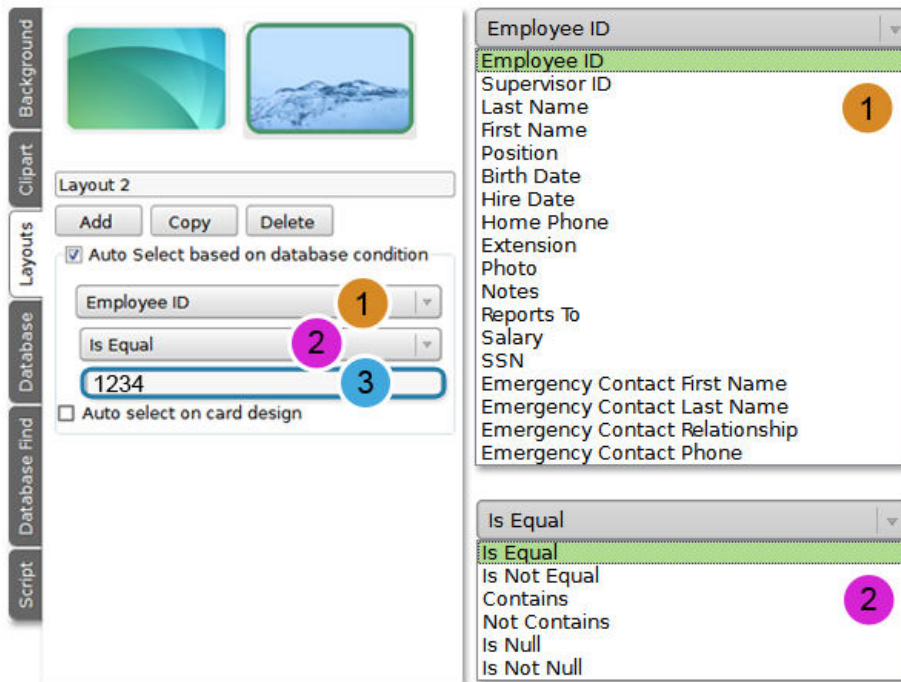 Background
Clipart
Layouts
Database
Database Find
Script
Layout 2
Add Copy Delete
Auto Select based on database condition
Employee ID 1
Is Equal 2
1234 3
Auto select on card design
Employee ID
Employee ID
Supervisor ID
Last Name
1
First Name
Position
Birth Date
Hire Date
Home Phone
Extension
Photo
Notes
Reports To
Salary
SSN
Emergency Contact First Name
Emergency Contact Last Name
Emergency Contact Relationship
Emergency Contact Phone
Is Equal
Is Equal
Is Not Equal
Contains
2
Not Contains
Is Null
Is Not Null